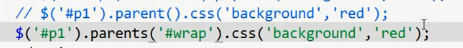 // $('#p1').parent().css('background','red');
$('#p1').parents('#wrap').css('background','red');